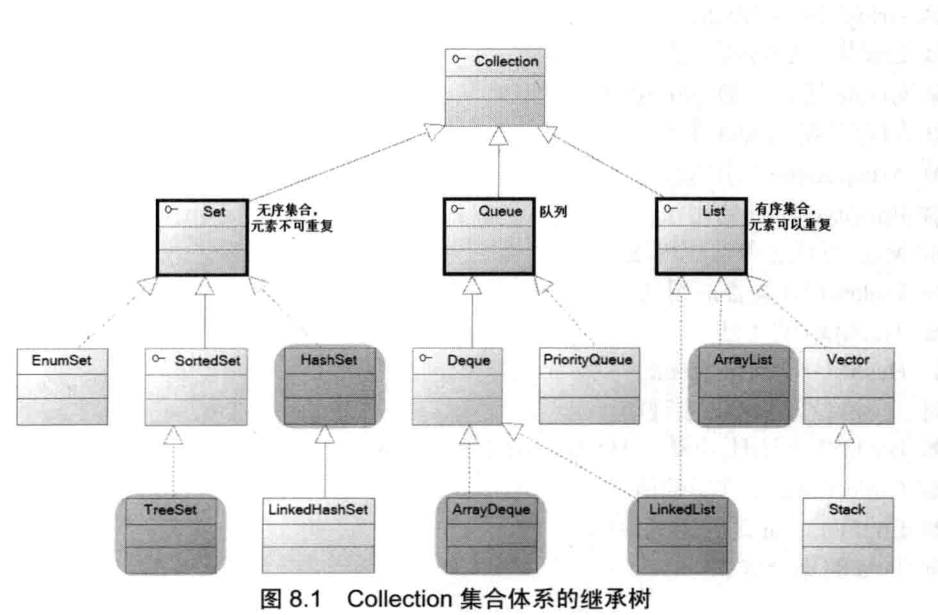 Collection
Set
无序集合，
元素不可重复
Queue
队列
List
有序集合，
元素可以重复
EnumSet
SortedSet
HashSet
Deque
PriorityQueue
ArrayList
Vector
TreeSet
LinkedHashSet
ArrayDeque
LinkedList
Stack
图 8.1 Collection 集合体系的继承树